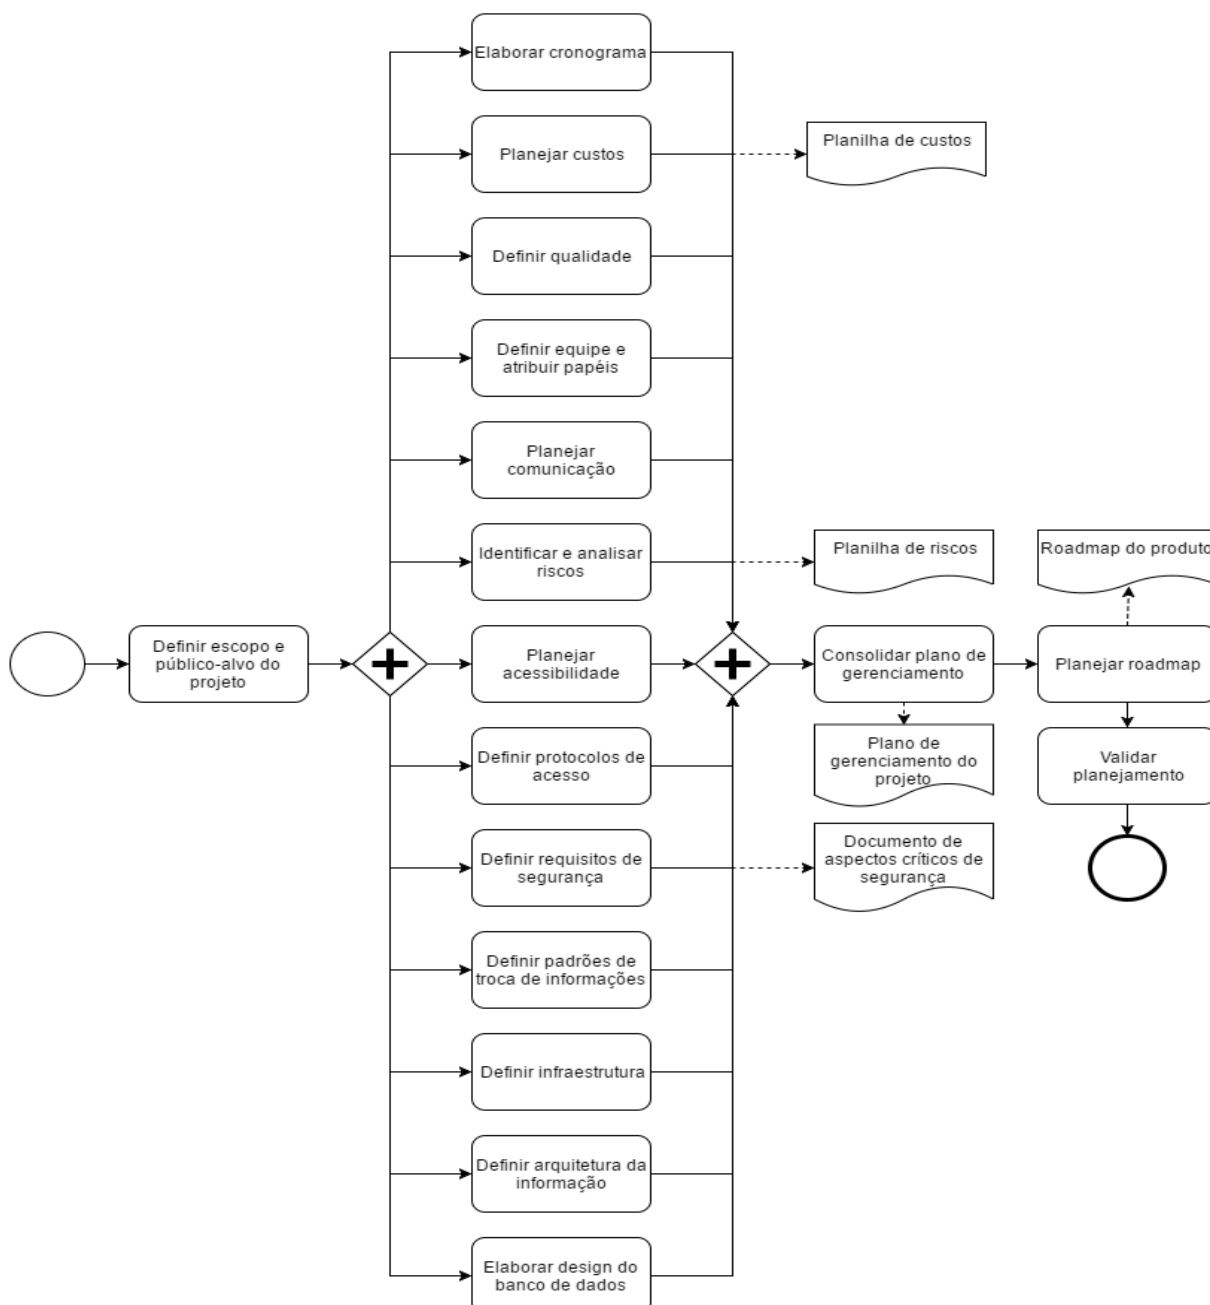 Elaborar cronograma
Planejar custos
Planilha de custos
Definir qualidade
Definir equipe e
atribuir papéis
Planejar
comunicação
Identificar e analisar
riscos
Planilha de riscos
Roadmap do produto
Definir escopo e
público-alvo do
projeto
Planejar
acessibilidade
Consolidar plano de
gerenciamento
Planejar roadmap
Definir protocolos de
acesso
Plano de
gerenciamento do
projeto
Validar
planejamento
Definir requisitos de
segurança
Documento de
aspectos críticos de
segurança
Definir padrões de
troca de informações
Definir infraestrutura
Definir arquitetura da
informação
Elaborar design do
banco de dados